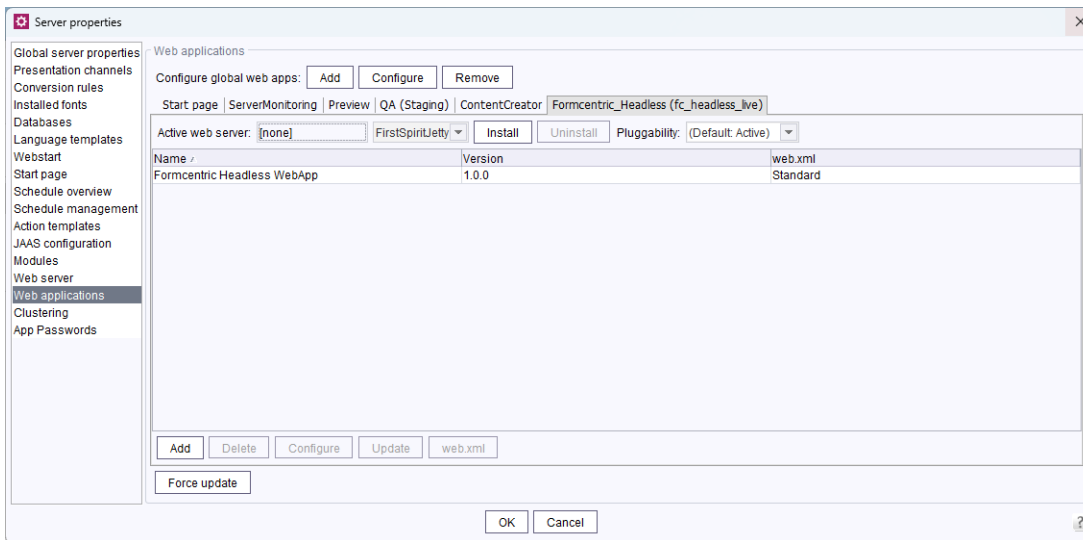 Server properties
Global server properties
Presentation channels
Conversion rules
Installed fonts
Databases
Language templates
Webstart
Start page
Schedule overview
Schedule management
Action templates
JAAS configuration
Modules
Web server
Web applications
Clustering
App Passwords
Web applications
Configure global web apps: Add Configure Remove
Start page ServerMonitoring Preview QA (Staging) ContentCreator Formcentric_Headless (fc_headless_live)
Active web server: [none] FirstSpiritJetty Install Uninstall Pluggability: (Default: Active)
Name Version web.xml
Formcentric Headless WebApp 1.0.0 Standard
Add Delete Configure Update web.xml
Force update
OK Cancel ?